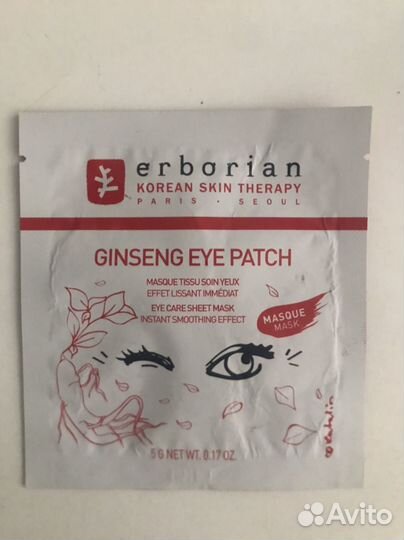 erborian
KOREAN SKIN THERAPY
PARIS · SEOUL
GINSENG EYE PATCH
MASQUE TISSU SOIN YEUX
EFFET LISSANT IMMÉDIAT
EYE CARE SHEET MASK
INSTANT SMOOTHING EFFECT
MASQUE
MASK
5 G NET WT. 0.17 OZ.
Avito